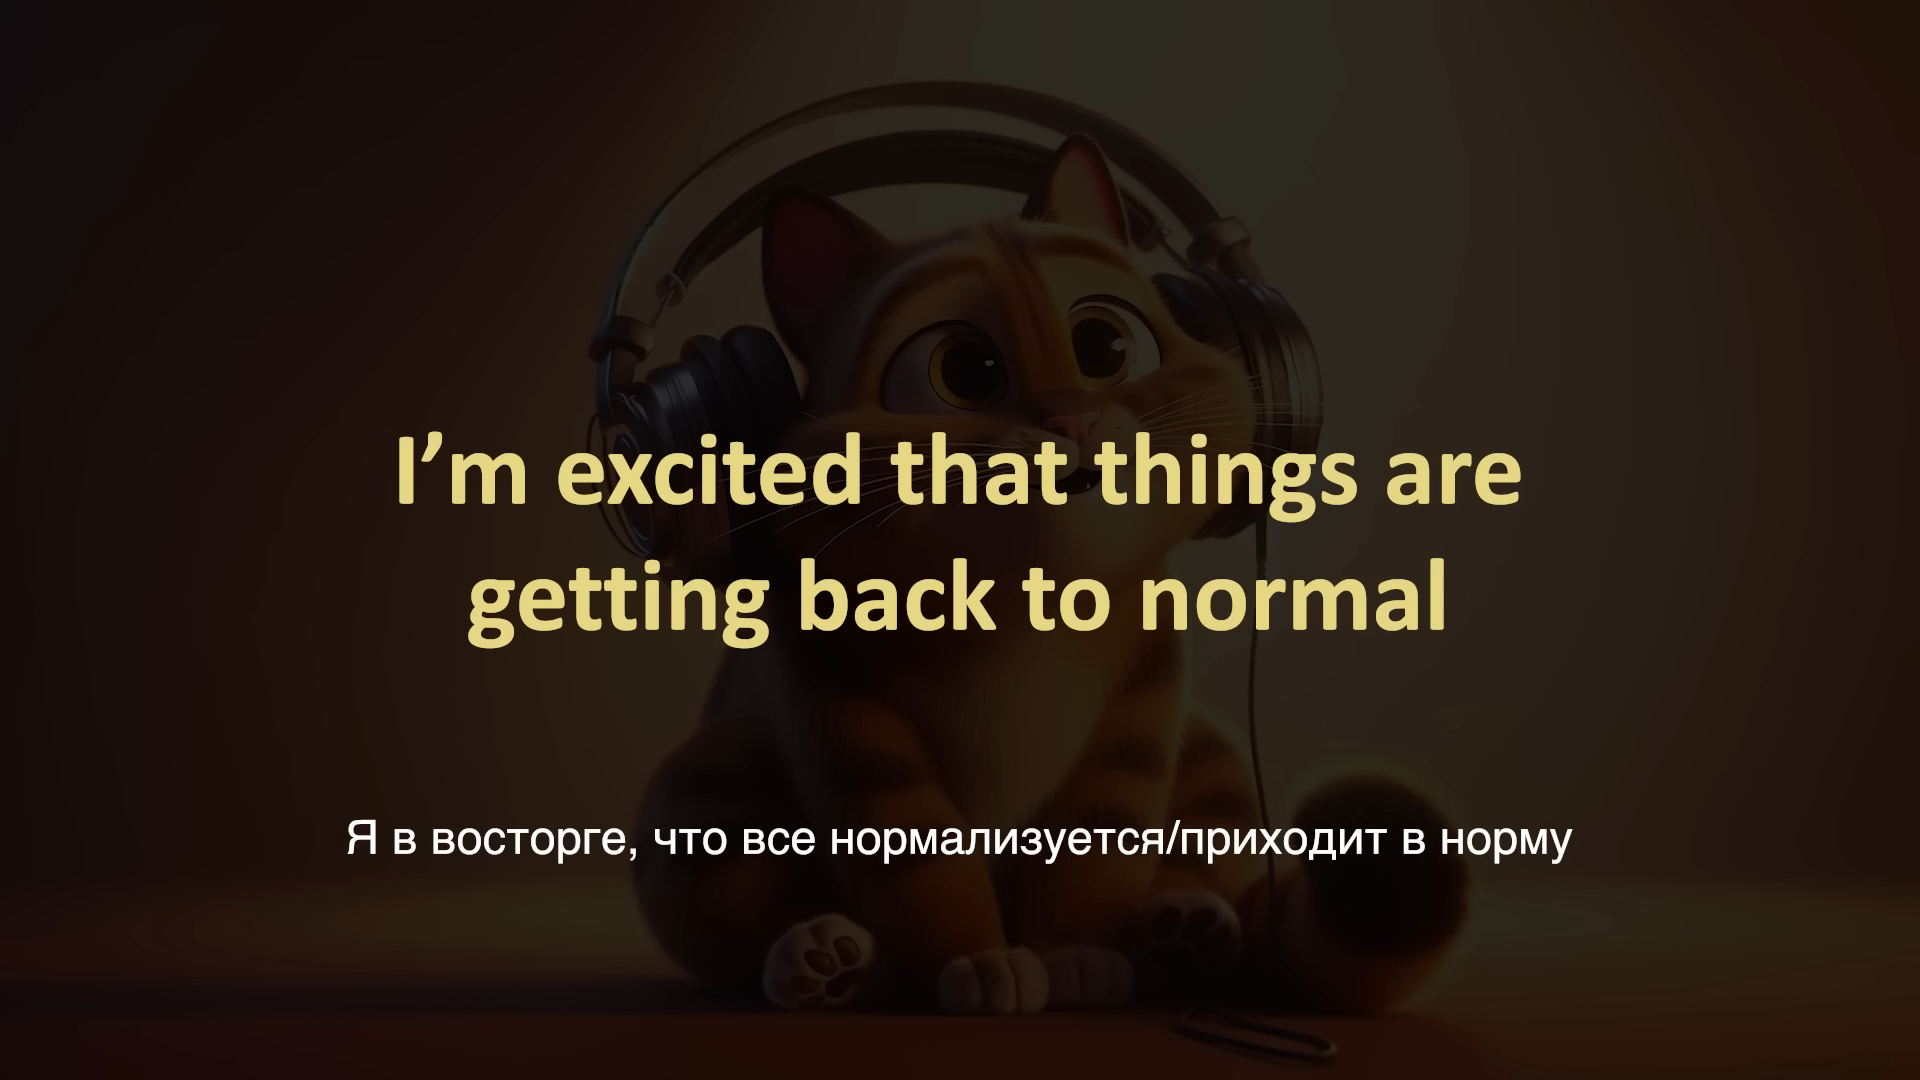 I’m excited that things are
getting back to normal
Я в восторге, что все нормализуется/приходит в норму